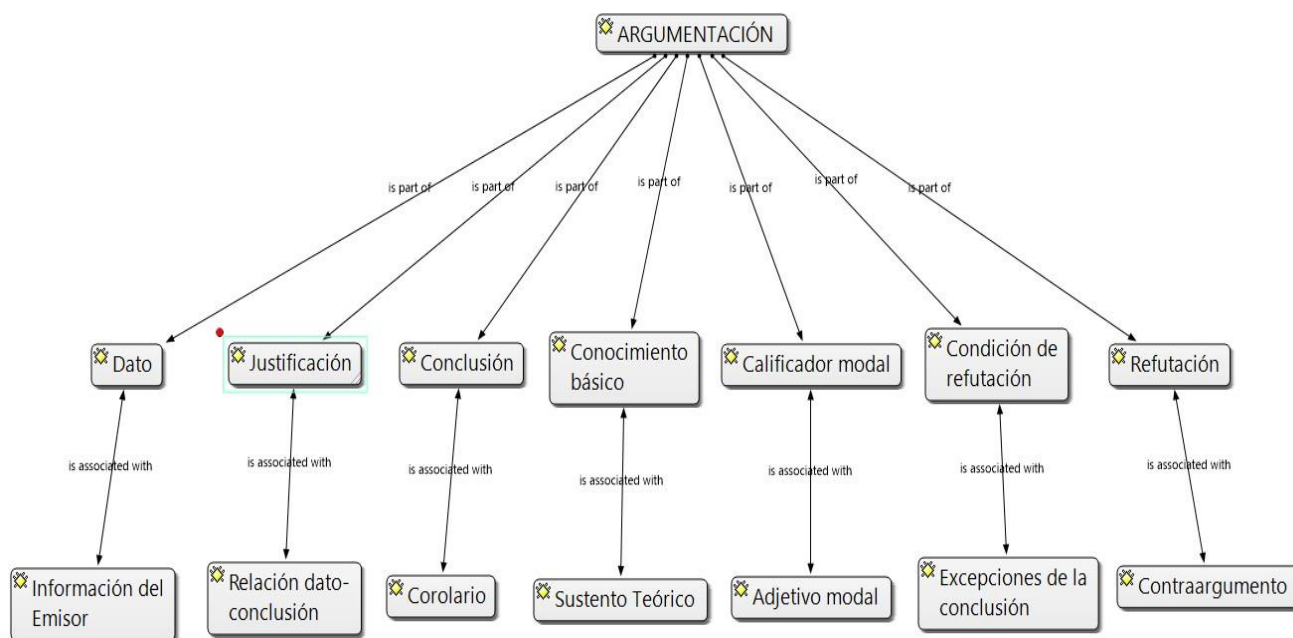 ARGUMENTACIÓN
is part of
is part of
is part of
is part of
is part of
is part of
is part of
Dato
Justificación
Conclusión
Conocimiento
básico
Calificador modal
Condición de
refutación
Refutación
is associated with
is associated with
is associated with
is associated with
is associated with
is associated with
is associated with
Información del
Emisor
Relación dato-
conclusión
Corolario
Sustento Teórico
Adjetivo modal
Excepciones de la
conclusión
Contraargumento